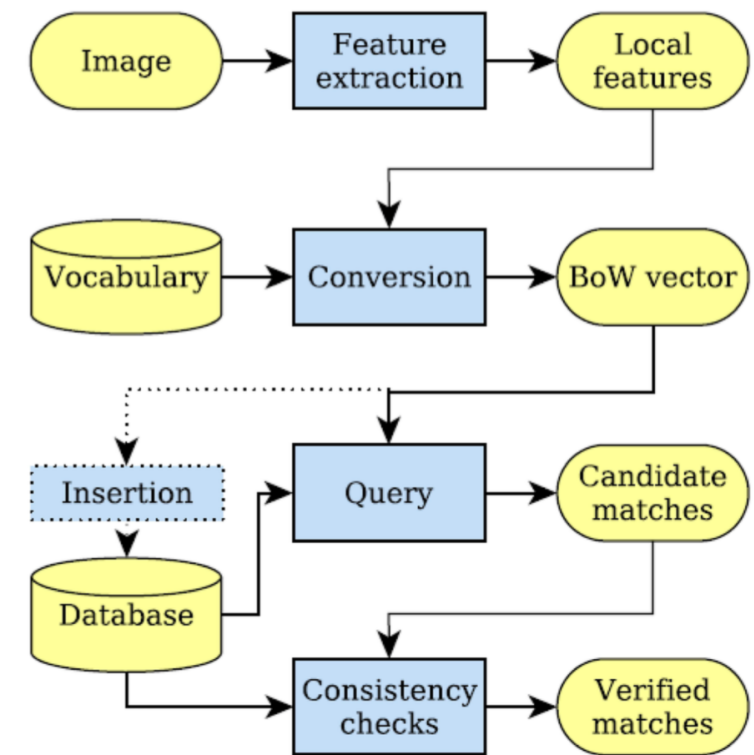 Image
Feature
extraction
Local
features
Vocabulary
Conversion
BoW vector
Insertion
Query
Candidate
matches
Database
Consistency
checks
Verified
matches